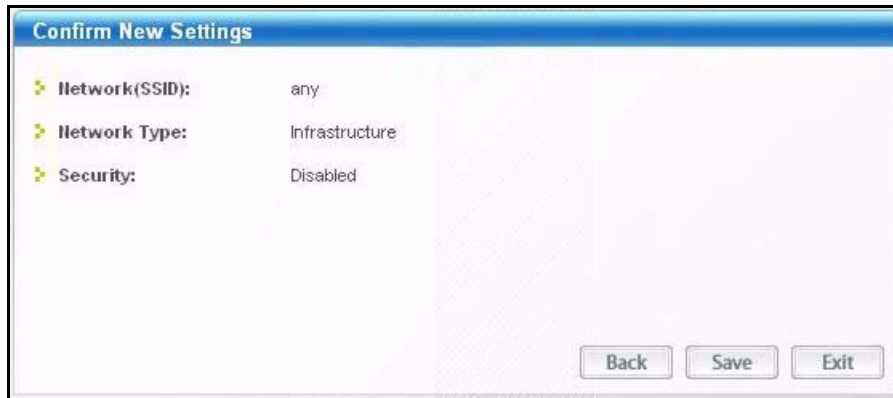 Confirm New Settings
Network(SSID): any
Network Type: Infrastructure
Security: Disabled
Back Save Exit